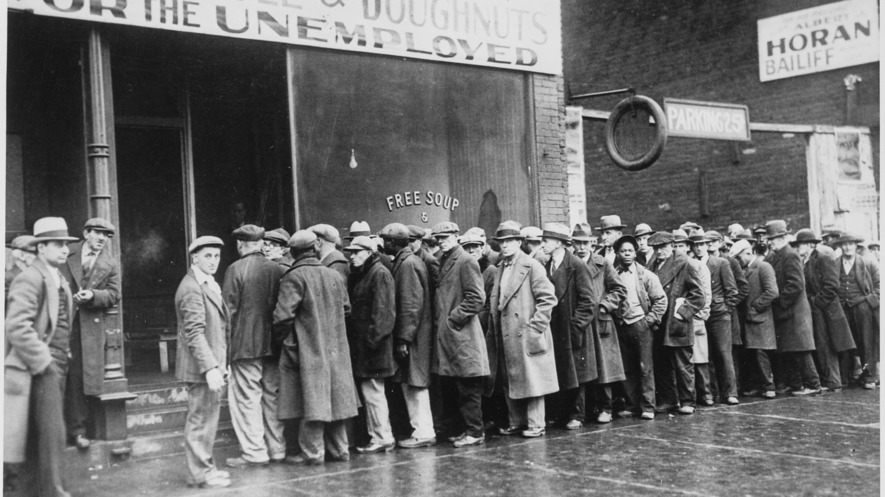 & DOUGHNUTS
FOR THE UNEMPLOYED
FREE SOUP
&
ALBERT
HORAN
BAILIFF
PARKING 25¢